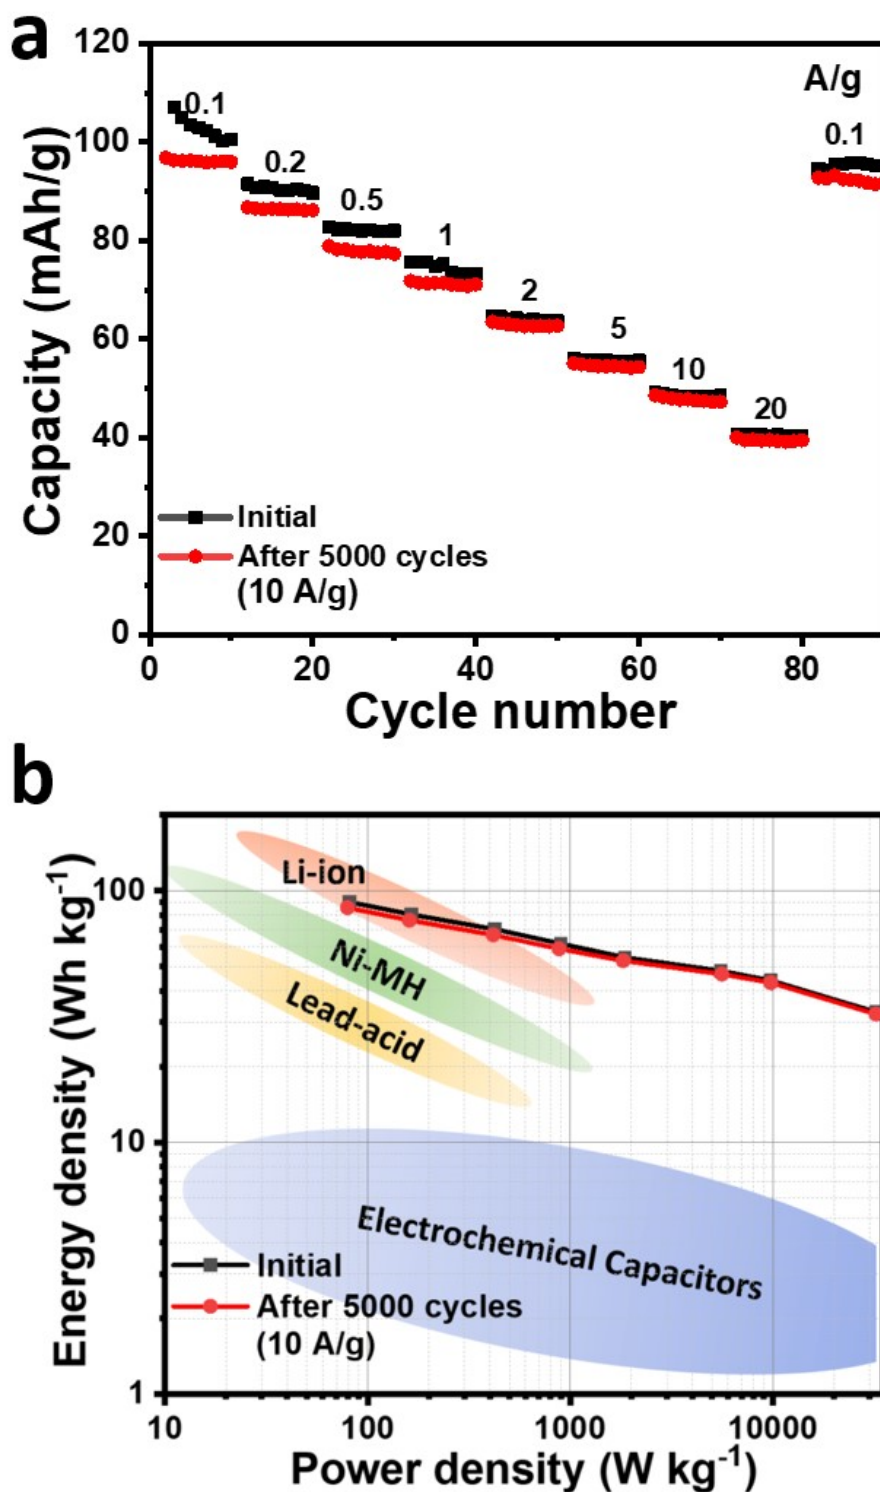 a
120
100
80
60
40
20
0
Capacity (mAh/g)
A/g
0.1
0.2
0.5
1
2
5
10
20
0.1
Initial
After 5000 cycles
(10 A/g)
0 20 40 60 80
Cycle number
b
100
10
1
Energy density (Wh kg-1)
Li-ion
Ni-MH
Lead-acid
Electrochemical Capacitors
Initial
After 5000 cycles
(10 A/g)
10 100 1000 10000
Power density (W kg-1)